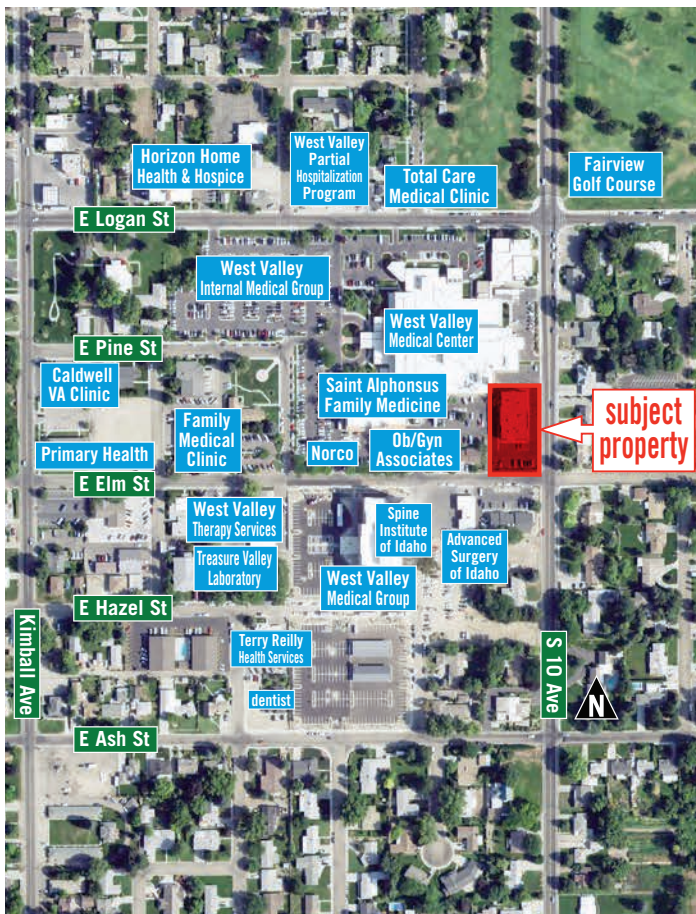 Horizon Home
Health & Hospice
West Valley
Partial
Hospitalization
Program
Total Care
Medical Clinic
Fairview
Golf Course
E Logan St
West Valley
Internal Medical Group
West Valley
Medical Center
E Pine St
Caldwell
VA Clinic
Family
Medical
Clinic
Saint Alphonsus
Family Medicine
subject
property
Primary Health
Norco
Ob/Gyn
Associates
E Elm St
West Valley
Therapy Services
Spine
Institute
of Idaho
Advanced
Surgery
of Idaho
Treasure Valley
Laboratory
West Valley
Medical Group
E Hazel St
Kimball Ave
Terry Reilly
Health Services
S 10 Ave
N
dentist
E Ash St